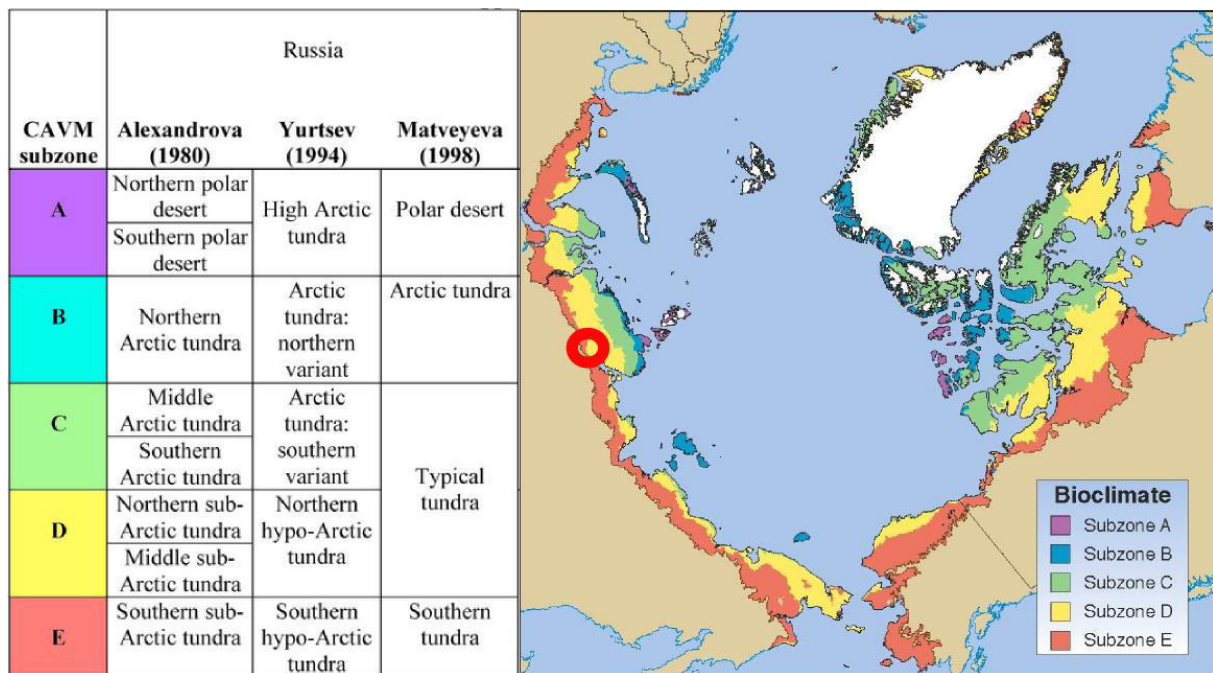 Russia
CAVM
subzone
Alexandrova
(1980)
Yurtsev
(1994)
Matveyeva
(1998)
A
Northern polar
desert
Southern polar
desert
High Arctic
tundra
Polar desert
B
Northern
Arctic tundra
Arctic
tundra:
northern
variant
Arctic tundra
C
Middle
Arctic tundra
Southern
Arctic tundra
Arctic
tundra:
southern
variant
Typical
tundra
D
Northern sub-
Arctic tundra
Middle sub-
Arctic tundra
Northern
hypo-Arctic
tundra
E
Southern sub-
Arctic tundra
Southern
hypo-Arctic
tundra
Southern
tundra
Bioclimate
Subzone A
Subzone B
Subzone C
Subzone D
Subzone E